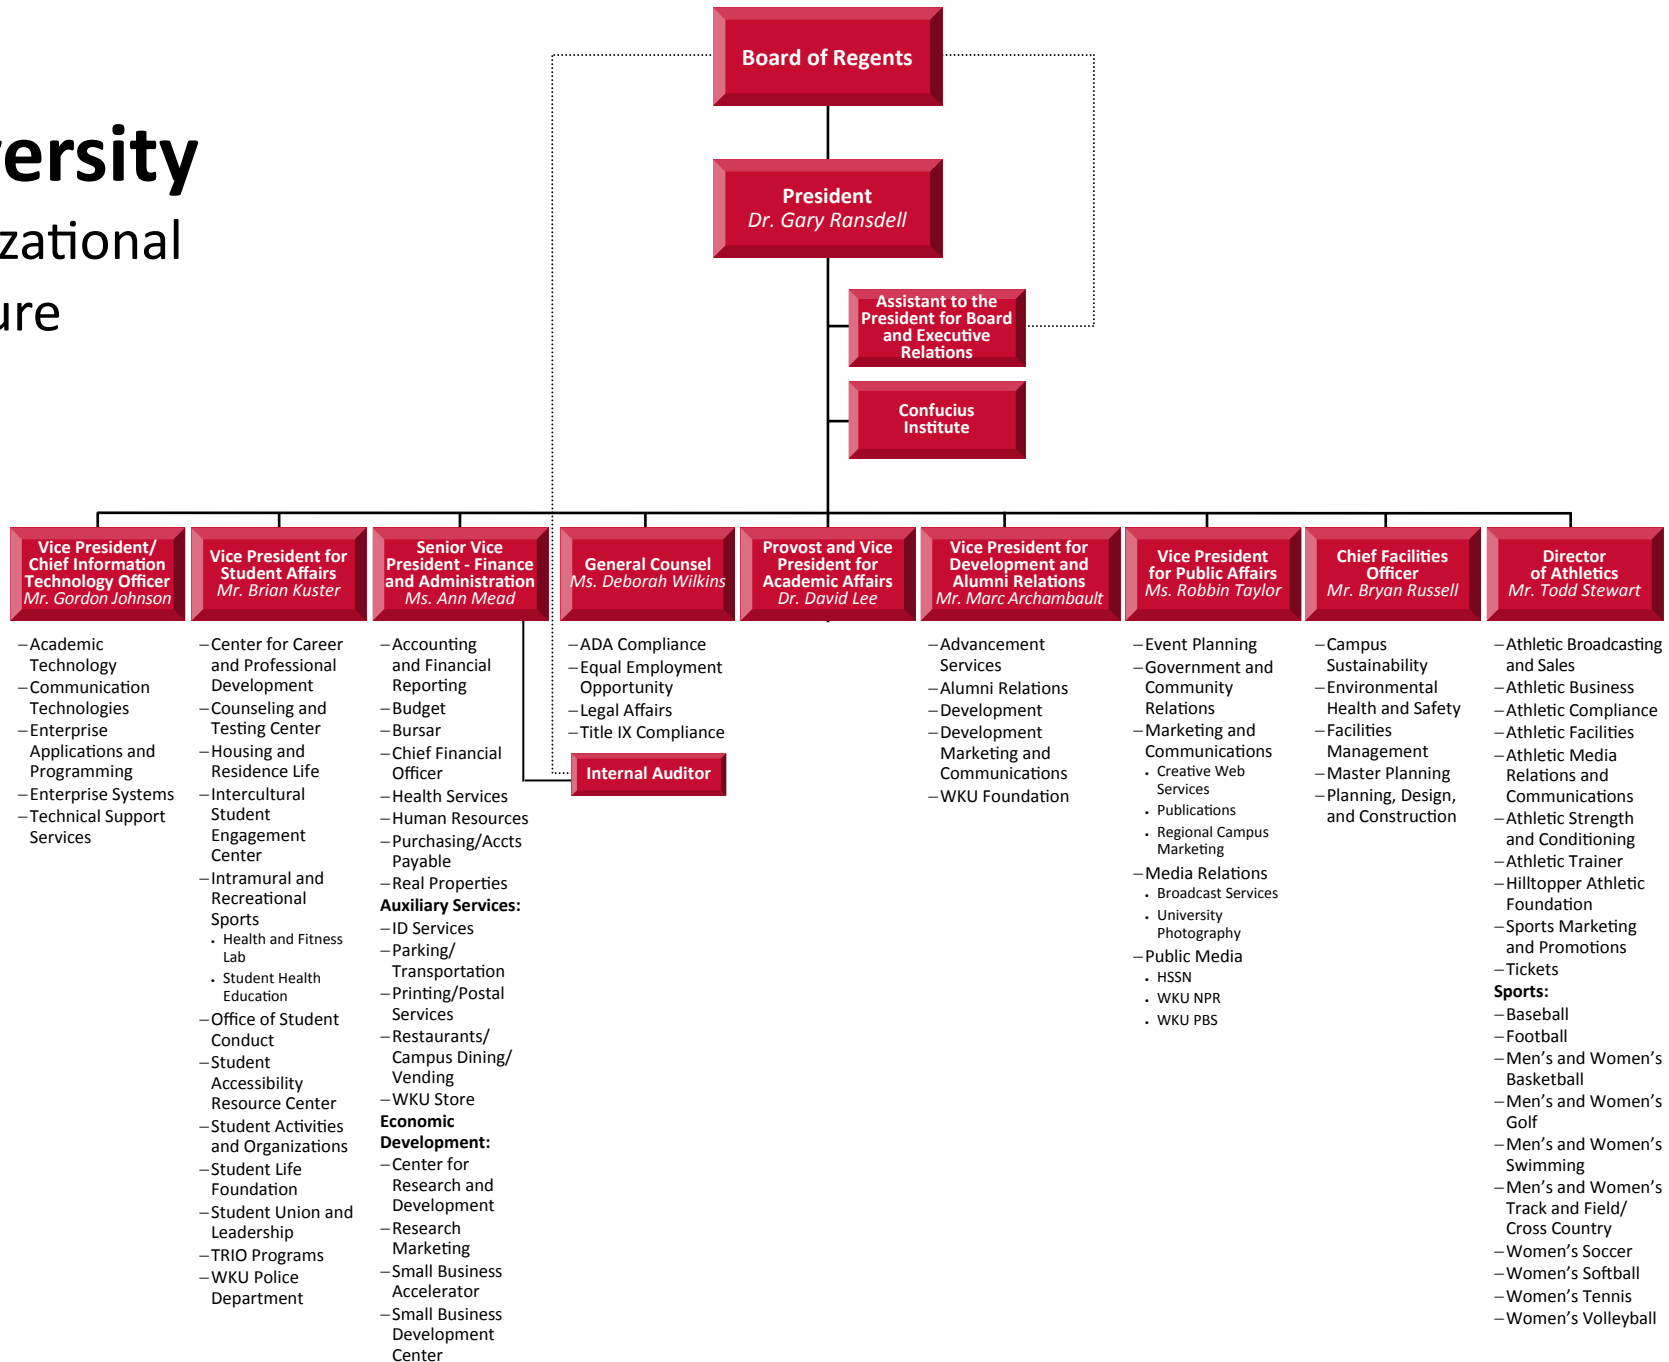 Board of Regents
ersity
President
Dr. Gary Ransdell
zational
ure
Assistant to the
President for Board
and Executive
Relations
Confucius
Institute
Vice President/
Chief Information
Technology Officer
Mr. Gordon Johnson
–Academic
Technology
–Communication
Technologies
–Enterprise
Applications and
Programming
–Enterprise Systems
–Technical Support
Services
Vice President for
Student Affairs
Mr. Brian Kuster
–Center for Career
and Professional
Development
–Counseling and
Testing Center
–Housing and
Residence Life
–Intercultural
Student
Engagement
Center
–Intramural and
Recreational
Sports
• Health and Fitness
Lab
• Student Health
Education
–Office of Student
Conduct
–Student
Accessibility
Resource Center
–Student Activities
and Organizations
–Student Life
Foundation
–Student Union and
Leadership
–TRIO Programs
–WKU Police
Department
Senior Vice
President - Finance
and Administration
Ms. Ann Mead
–Accounting
and Financial
Reporting
–Budget
–Bursar
–Chief Financial
Officer
–Health Services
–Human Resources
–Purchasing/Accts
Payable
–Real Properties
Auxiliary Services:
–ID Services
–Parking/
Transportation
–Printing/Postal
Services
–Restaurants/
Campus Dining/
Vending
–WKU Store
Economic
Development:
–Center for
Research and
Development
–Research
Marketing
–Small Business
Accelerator
–Small Business
Development
Center
General Counsel
Ms. Deborah Wilkins
–ADA Compliance
–Equal Employment
Opportunity
–Legal Affairs
–Title IX Compliance
Internal Auditor
Provost and Vice
President for
Academic Affairs
Dr. David Lee
Vice President for
Development and
Alumni Relations
Mr. Marc Archambault
–Advancement
Services
–Alumni Relations
–Development
–Development
Marketing and
Communications
–WKU Foundation
Vice President
for Public Affairs
Ms. Robbin Taylor
–Event Planning
–Government and
Community
Relations
–Marketing and
Communications
• Creative Web
Services
• Publications
• Regional Campus
Marketing
–Media Relations
• Broadcast Services
• University
Photography
–Public Media
• HSSN
• WKU NPR
• WKU PBS
Chief Facilities
Officer
Mr. Bryan Russell
–Campus
Sustainability
–Environmental
Health and Safety
–Facilities
Management
–Master Planning
–Planning, Design,
and Construction
Director
of Athletics
Mr. Todd Stewart
–Athletic Broadcasting
and Sales
–Athletic Business
–Athletic Compliance
–Athletic Facilities
–Athletic Media
Relations and
Communications
–Athletic Strength
and Conditioning
–Athletic Trainer
–Hilltopper Athletic
Foundation
–Sports Marketing
and Promotions
–Tickets
Sports:
–Baseball
–Football
–Men’s and Women’s
Basketball
–Men’s and Women’s
Golf
–Men’s and Women’s
Swimming
–Men’s and Women’s
Track and Field/
Cross Country
–Women’s Soccer
–Women’s Softball
–Women’s Tennis
–Women’s Volleyball